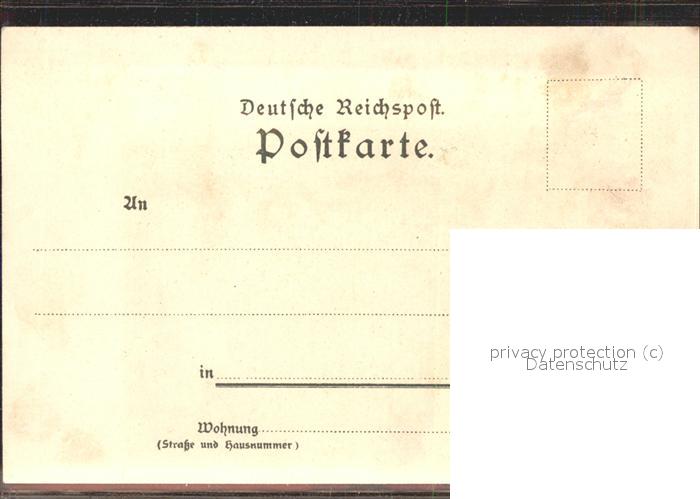 Deutsche Reichspost.
Postkarte.
An
in
Wohnung
(Straße und Hausnummer)
privacy protection (c)
Datenschutz